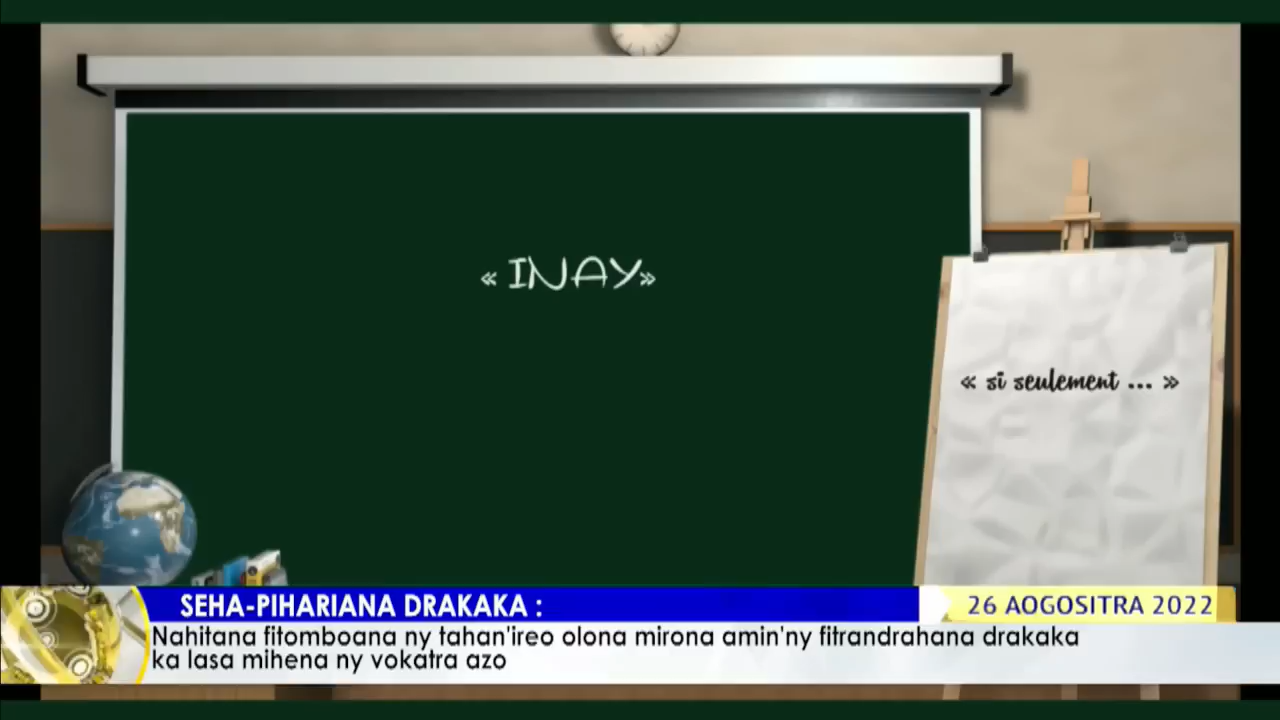 « INAY»
« si seulement ... »
SEHA-PIHARIANA DRAKAKA :
26 AOGOSITRA 2022
Nahitana fitomboana ny tahan'ireo olona mirona amin'ny fitrandrahana drakaka
ka lasa mihena ny vokatra azo